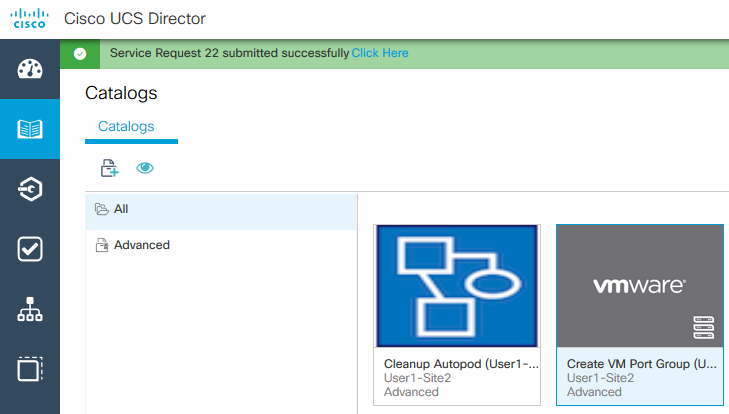 CISCO
Cisco UCS Director
Service Request 22 submitted successfully Click Here
Catalogs
Catalogs
All
Advanced
vmware®
Cleanup Autopod (User1-...
User1-Site2
Advanced
Create VM Port Group (U...
User1-Site2
Advanced